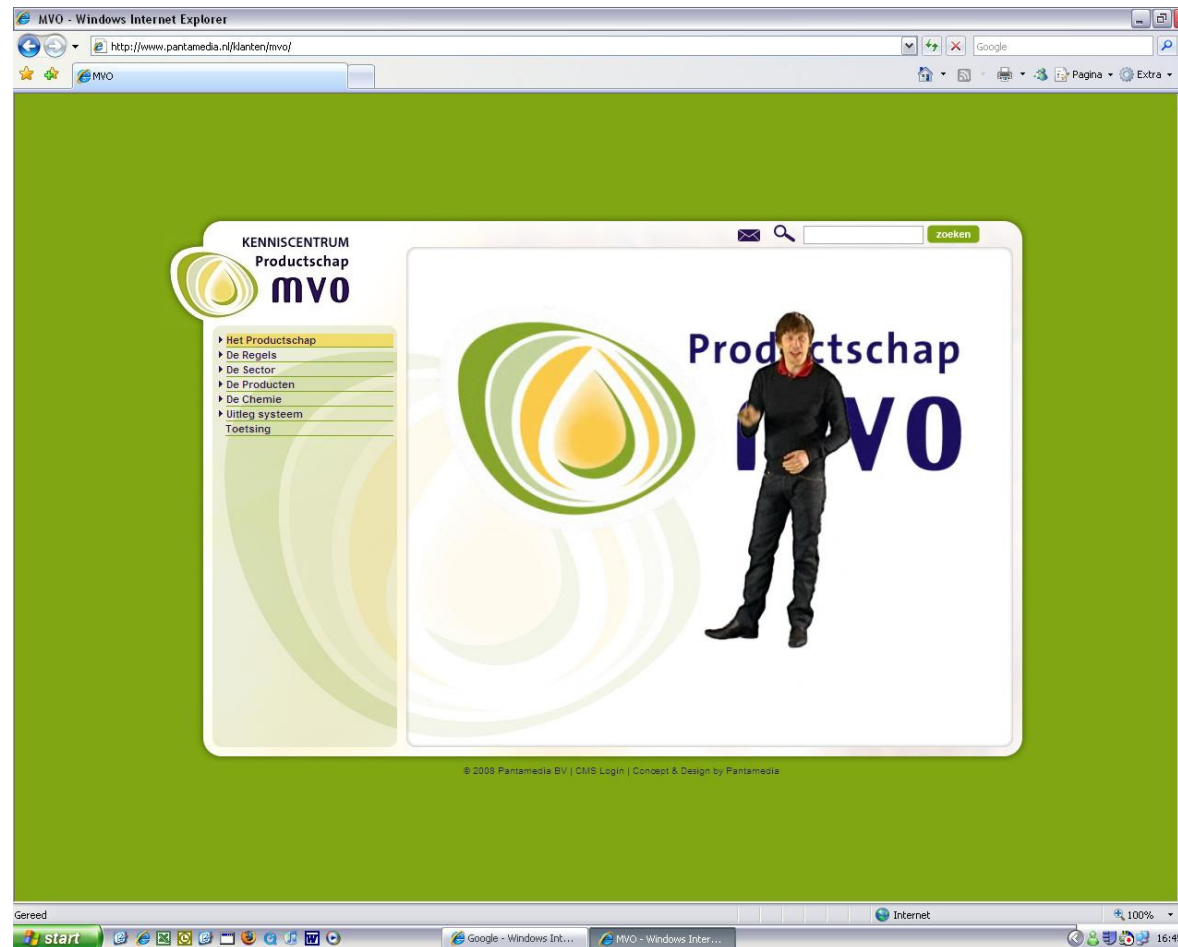 MVO - Windows Internet Explorer
http://www.pantamedia.nl/klanten/mvo/
Google
MVO
Pagina
Extra
KENNISCENTRUM
Productschap
mvo
zoeken
Het Productschap
De Regels
De Sector
De Producten
De Chemie
Uitleg systeem
Toetsing
© 2008 Pantamedia BV | CMS Login | Concept & Design by Pantamedia
Gereed
Internet
100%
start
Google - Windows Int...
MVO - Windows Inter...